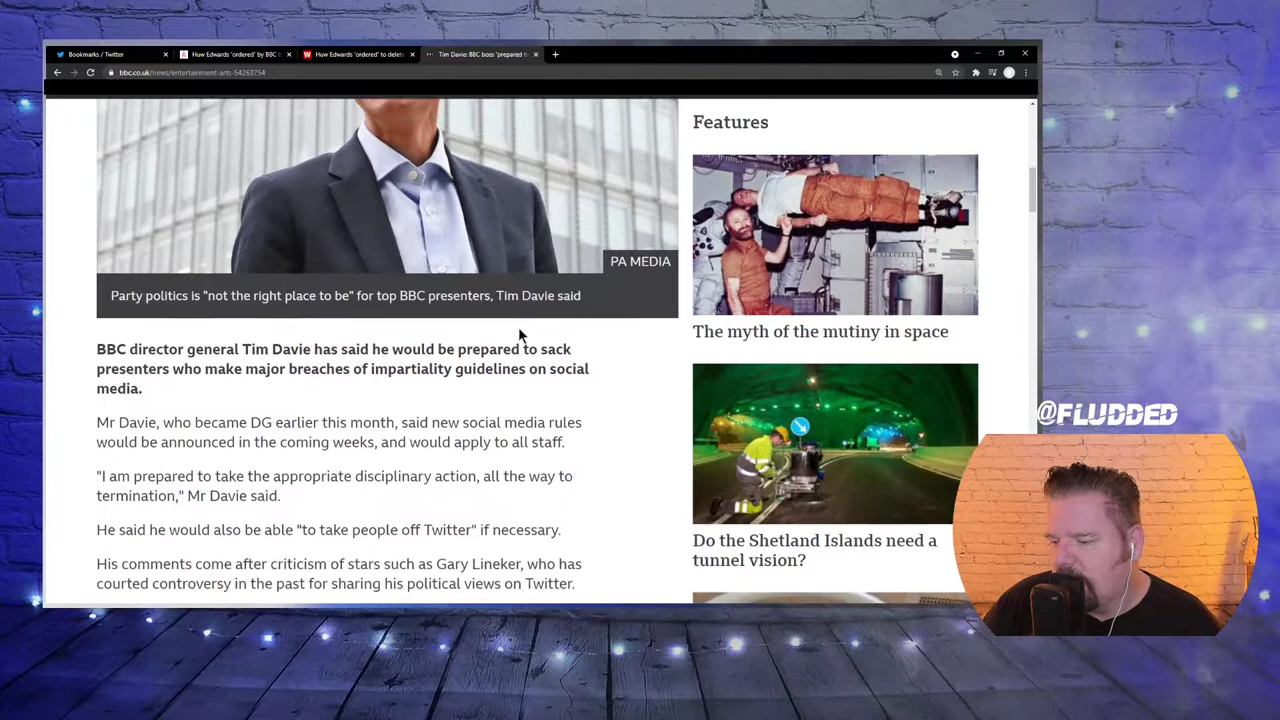 Bookmarks / Twitter
Huw Edwards 'ordered' by BBC t
Huw Edwards 'ordered' to delet
Tim Davie: BBC boss 'prepared t
bbc.co.uk/news/entertainment-arts-54263754
PA MEDIA
Party politics is "not the right place to be" for top BBC presenters, Tim Davie said
BBC director general Tim Davie has said he would be prepared to sack
presenters who make major breaches of impartiality guidelines on social
media.
Mr Davie, who became DG earlier this month, said new social media rules
would be announced in the coming weeks, and would apply to all staff.
"I am prepared to take the appropriate disciplinary action, all the way to
termination," Mr Davie said.
He said he would also be able "to take people off Twitter" if necessary.
His comments come after criticism of stars such as Gary Lineker, who has
courted controversy in the past for sharing his political views on Twitter.
Features
The myth of the mutiny in space
Do the Shetland Islands need a
tunnel vision?
@FLUDDED